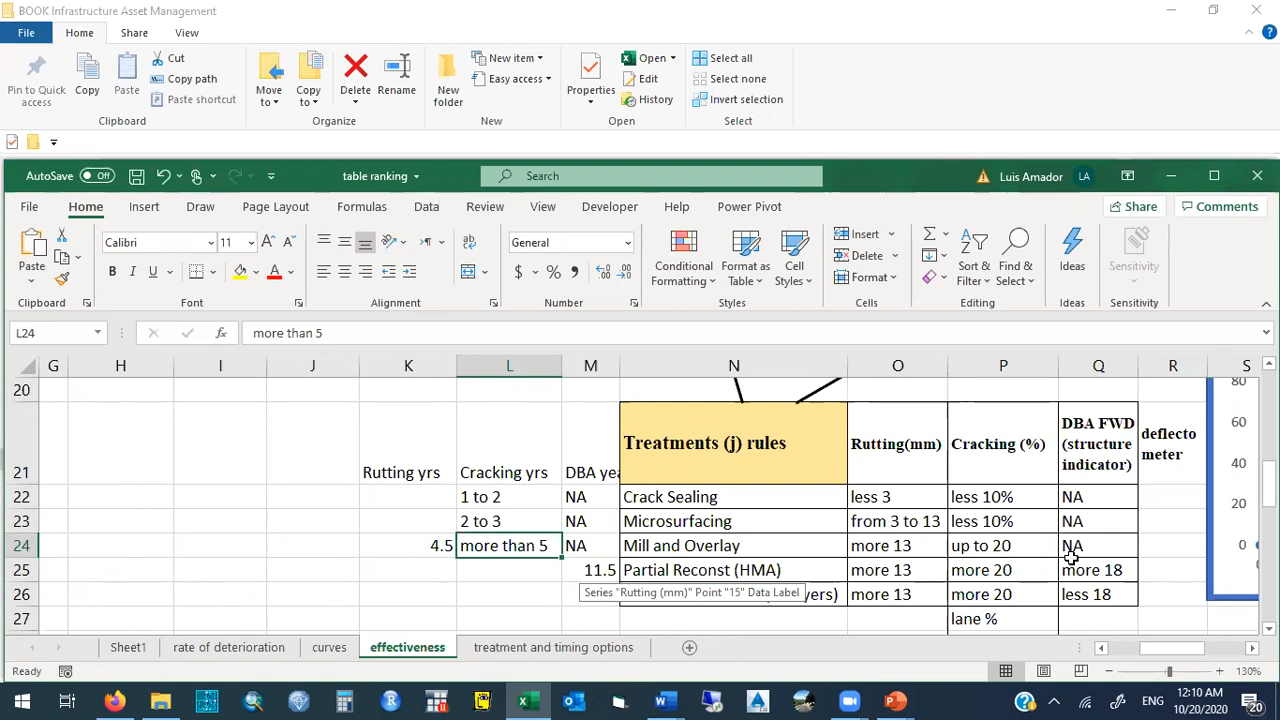 BOOK Infrastructure Asset Management
File Home Share View
Pin to Quick access
Copy
Paste
Cut
Copy path
Paste shortcut
Move to
Copy to
Delete
Rename
New folder
New item
Easy access
Properties
Open
Edit
History
Select all
Select none
Invert selection
Clipboard Organize New Open Select
AutoSave Off table ranking Search Luis Amador LA
File Home Insert Draw Page Layout Formulas Data Review View Developer Help Power Pivot Share Comments
Paste
Calibri 11
B I U
ab
General
$ % ,
Conditional Formatting
Format as Table
Cell Styles
Insert
Delete
Format
Sort & Filter
Find & Select
Ideas
Sensitivity
Clipboard Font Alignment Number Styles Cells Editing Ideas Sensitivity
L24 fx more than 5
G H I J K L M N O P Q R S
20 80
21 Rutting yrs Cracking yrs DBA yea Treatments (j) rules Rutting(mm) Cracking (%) DBA FWD (structure indicator) deflecto meter 60 40
22 1 to 2 NA Crack Sealing less 3 less 10% NA 20
23 2 to 3 NA Microsurfacing from 3 to 13 less 10% NA
24 4.5 more than 5 NA Mill and Overlay more 13 up to 20 NA 0
25 11.5 Partial Reconst (HMA) more 13 more 20 more 18
Series "Rutting (mm)" Point "15" Data Label
26 yers) more 13 more 20 less 18
27 lane %
Sheet1 rate of deterioration curves effectiveness treatment and timing options
Ready 130%
ENG 12:10 AM 10/20/2020 20